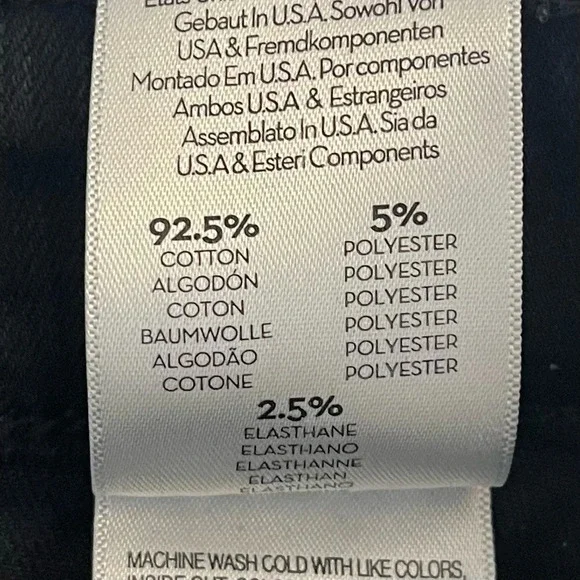 Gebaut In U.S.A. Sowohl Von
USA & Fremdkomponenten
Montado Em U.S.A. Por componentes
Ambos U.S.A & Estrangeiros
Assemblato In U.S.A. Sia da
U.S.A & Esteri Components
92.5%
COTTON
ALGODÓN
COTON
BAUMWOLLE
ALGODÃO
COTONE
5%
POLYESTER
POLYESTER
POLYESTER
POLYESTER
POLYESTER
POLYESTER
2.5%
ELASTHANE
ELASTHANO
ELASTHANNE
ELASTHAN
ELASTHANO
MACHINE WASH COLD WITH LIKE COLORS,